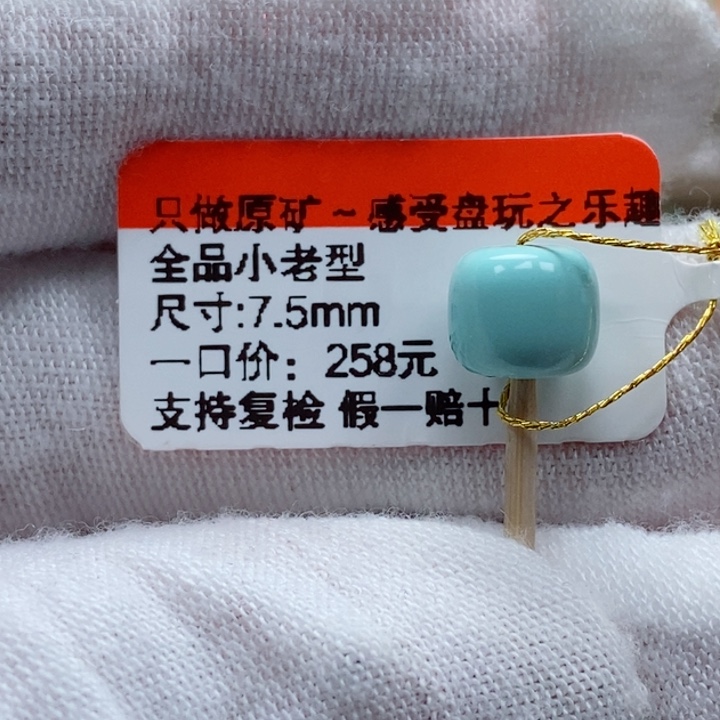 只做原矿~感受盘玩之乐趣
全品小老型
尺寸:7.5mm
一口价：258元
支持复检 假一赔十